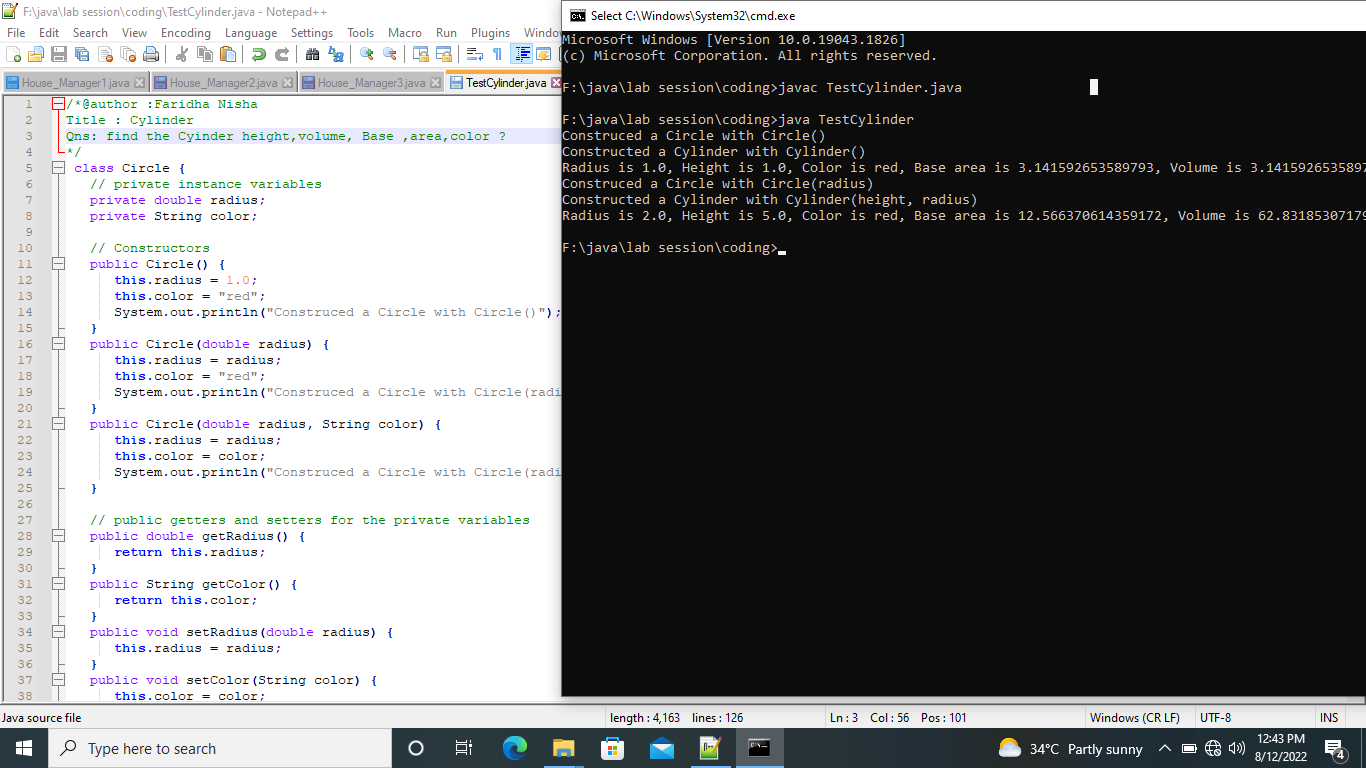 F:\java\lab session\coding\TestCylinder.java - Notepad++
File Edit Search View Encoding Language Settings Tools Macro Run Plugins Windo
House_Manager1.java House_Manager2.java House_Manager3.java TestCylinder.java
1 /*@author :Faridha Nisha
2 Title : Cylinder
3 Qns: find the Cyinder height,volume, Base ,area,color ?
4 */
5 class Circle {
6 // private instance variables
7 private double radius;
8 private String color;
9
10 // Constructors
11 public Circle() {
12 this.radius = 1.0;
13 this.color = "red";
14 System.out.println("Construced a Circle with Circle()");
15 }
16 public Circle(double radius) {
17 this.radius = radius;
18 this.color = "red";
19 System.out.println("Construced a Circle with Circle(radi
20 }
21 public Circle(double radius, String color) {
22 this.radius = radius;
23 this.color = color;
24 System.out.println("Construced a Circle with Circle(radi
25 }
26
27 // public getters and setters for the private variables
28 public double getRadius() {
29 return this.radius;
30 }
31 public String getColor() {
32 return this.color;
33 }
34 public void setRadius(double radius) {
35 this.radius = radius;
36 }
37 public void setColor(String color) {
38 this.color = color;
Select C:\Windows\System32\cmd.exe
Microsoft Windows [Version 10.0.19043.1826]
(c) Microsoft Corporation. All rights reserved.
F:\java\lab session\coding>javac TestCylinder.java
F:\java\lab session\coding>java TestCylinder
Construced a Circle with Circle()
Constructed a Cylinder with Cylinder()
Radius is 1.0, Height is 1.0, Color is red, Base area is 3.141592653589793, Volume is 3.1415926535897
Construced a Circle with Circle(radius)
Constructed a Cylinder with Cylinder(height, radius)
Radius is 2.0, Height is 5.0, Color is red, Base area is 12.566370614359172, Volume is 62.83185307179
F:\java\lab session\coding>
Java source file length : 4,163 lines : 126 Ln : 3 Col : 56 Pos : 101 Windows (CR LF) UTF-8 INS
Type here to search 34°C Partly sunny 12:43 PM
8/12/2022 4